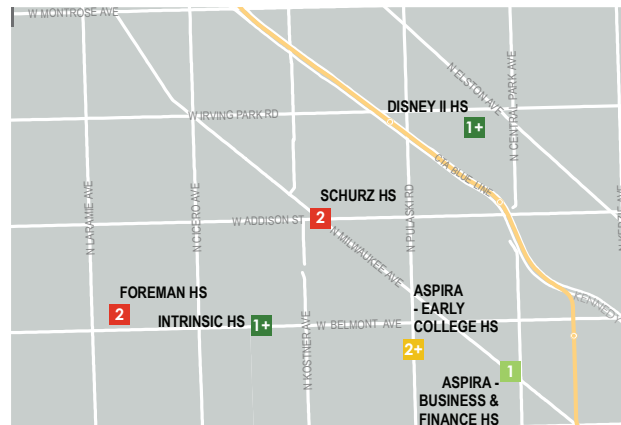 W MONTROSE AVE
N ELSTON AVE
N CENTRAL PARK AVE
DISNEY II HS
1+
W IRVING PARK RD
CTA BLUE LINE
N LARAMIE AVE
N CICERO AVE
SCHURZ HS
2
W ADDISON ST
N PULASKI RD
N MILWAUKEE AVE
FOREMAN HS
2
INTRINSIC HS
1+
N KOSTNER AVE
W BELMONT AVE
ASPIRA
- EARLY
COLLEGE HS
2+
KENNEDY
1
ASPIRA -
BUSINESS &
FINANCE HS